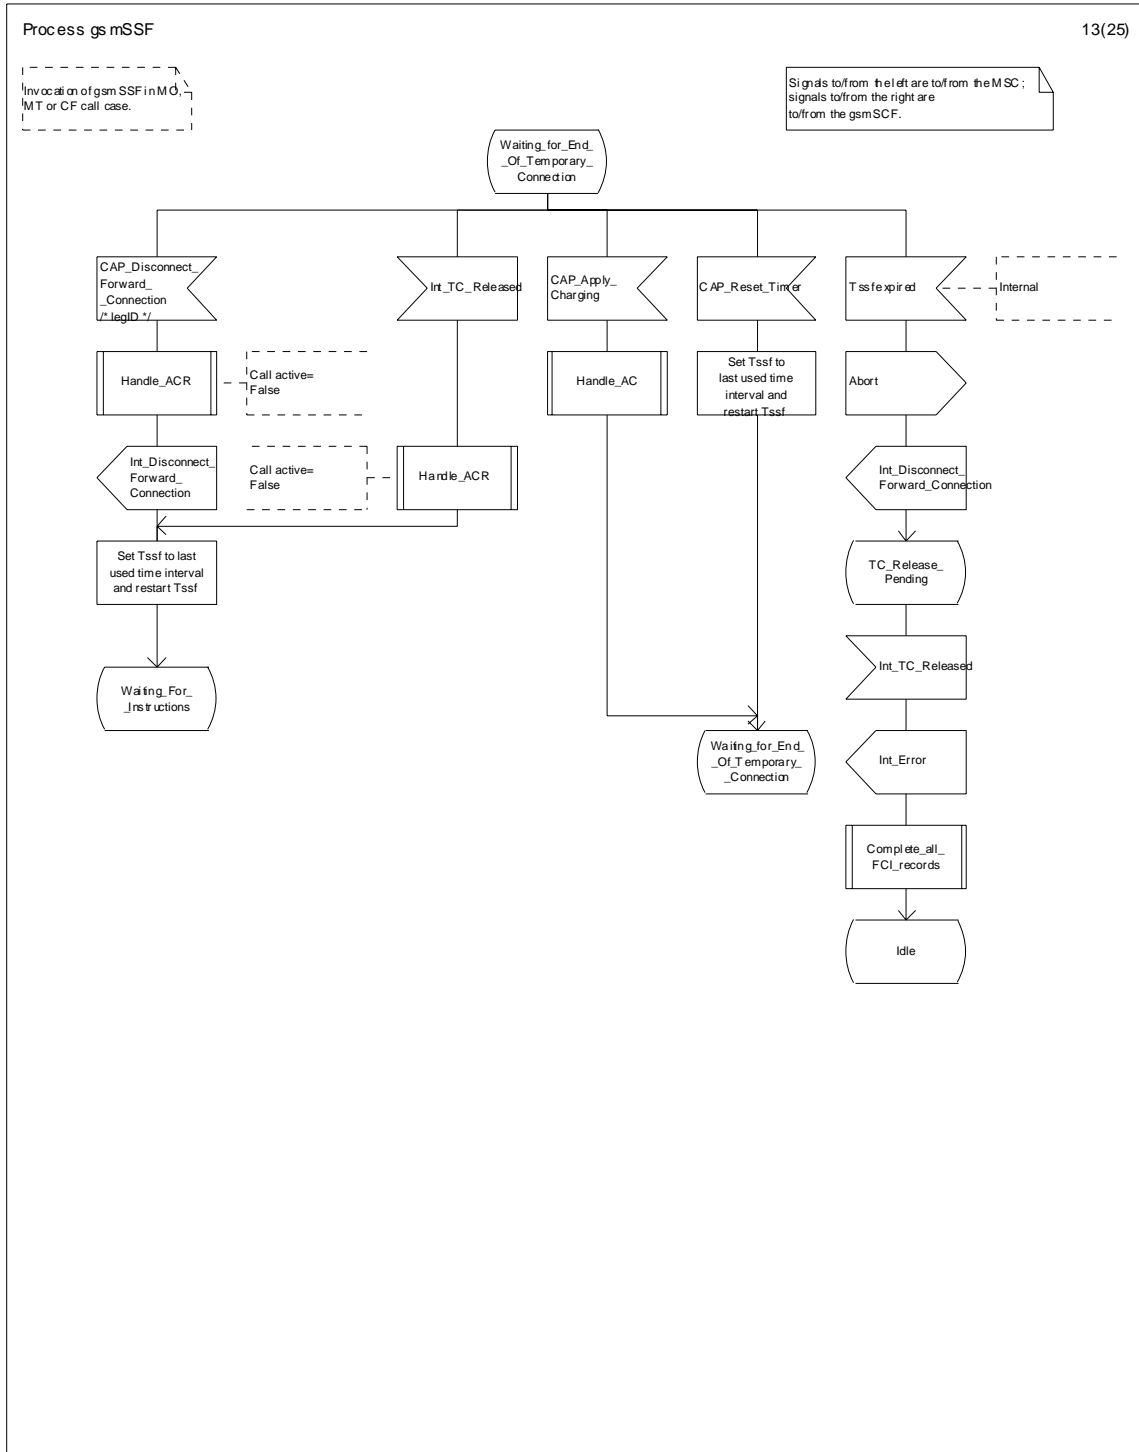 Process gsmSSF
13(25)
Invocation of gsmSSF in MO,
MT or CF call case.
Signals to/from the left are to/from the MSC;
signals to/from the right are
to/from the gsmSCF.
Waiting_for_End_
_Of_Temporary_
_Connection
CAP_Disconnect_
Forward_
_Connection
/* legID */
Int_TC_Released
CAP_Apply_
Charging
CAP_Reset_Timer
Tssf expired
Internal
Handle_ACR
Call active=
False
Handle_AC
Set Tssf to
last used time
interval and
restart Tssf
Abort
Int_Disconnect_
Forward_
Connection
Call active=
False
Handle_ACR
Int_Disconnect_
Forward_Connection
Set Tssf to last
used time interval
and restart Tssf
TC_Release_
Pending
Waiting_For_
_Instructions
Int_TC_Released
Waiting_for_End_
_Of_Temporary_
_Connection
Int_Error
Complete_all_
FCI_records
Idle